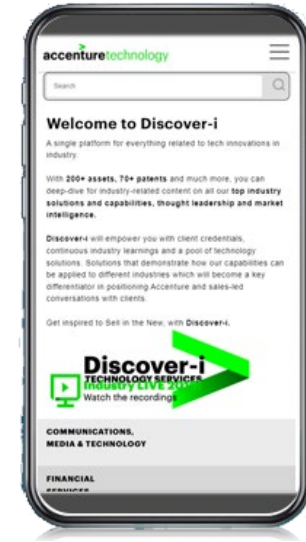 accenturetechnology
Search
Welcome to Discover-i
A single platform for everything related to tech innovations in
industry.
With 200+ assets, 70+ patents and much more, you can
deep-dive for industry-related content on all our top industry
solutions and capabilities, thought leadership and market
intelligence.
Discover-i will empower you with client credentials,
continuous industry learnings and a pool of technology
solutions. Solutions that demonstrate how our capabilities can
be applied to different industries which will become a key
differentiator in positioning Accenture and sales-led
conversations with clients.
Get inspired to Sell in the New, with Discover-i.
Discover-i
TECHNOLOGY SERVICES
Industry LIVE
Watch the recordings
COMMUNICATIONS,
MEDIA & TECHNOLOGY
FINANCIAL
SERVICES